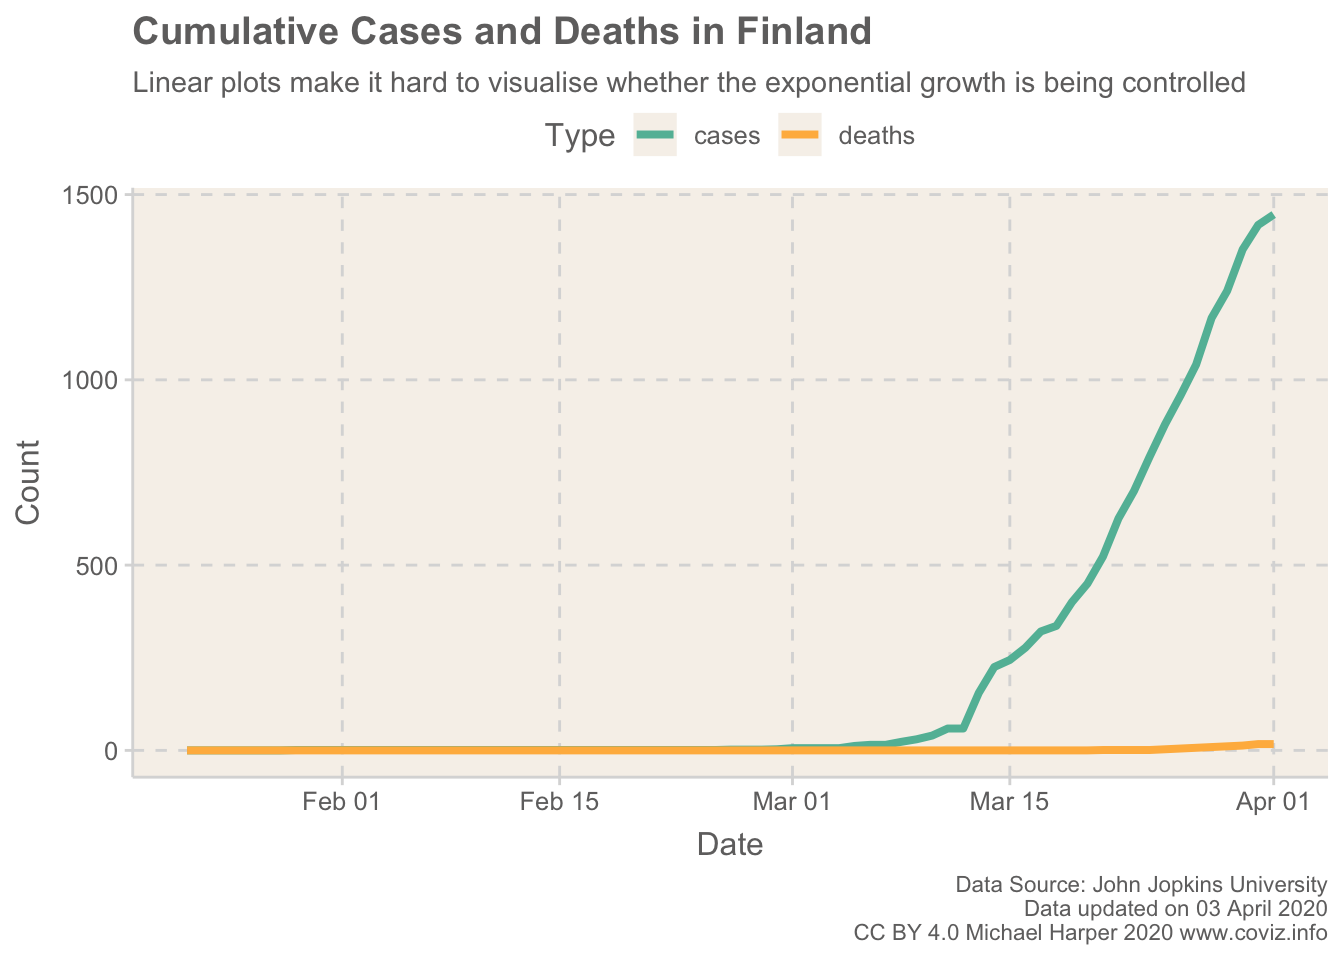 Cumulative Cases and Deaths in Finland
Linear plots make it hard to visualise whether the exponential growth is being controlled
Type cases deaths
1500
1000
500
0
Count
Feb 01 Feb 15 Mar 01 Mar 15 Apr 01
Date
Data Source: John Jopkins University
Data updated on 03 April 2020
CC BY 4.0 Michael Harper 2020 www.coviz.info